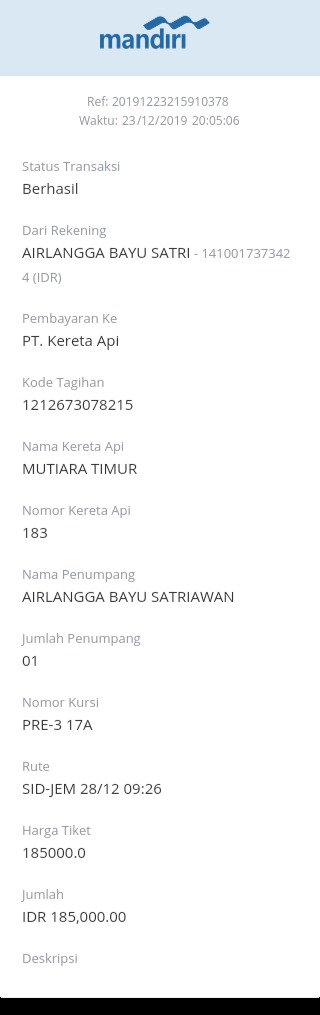 mandiri
Ref: 20191223215910378
Waktu: 23/12/2019 20:05:06
Status Transaksi
Berhasil
Dari Rekening
AIRLANGGA BAYU SATRI - 141001737342
4 (IDR)
Pembayaran Ke
PT. Kereta Api
Kode Tagihan
1212673078215
Nama Kereta Api
MUTIARA TIMUR
Nomor Kereta Api
183
Nama Penumpang
AIRLANGGA BAYU SATRIAWAN
Jumlah Penumpang
01
Nomor Kursi
PRE-3 17A
Rute
SID-JEM 28/12 09:26
Harga Tiket
185000.0
Jumlah
IDR 185,000.00
Deskripsi